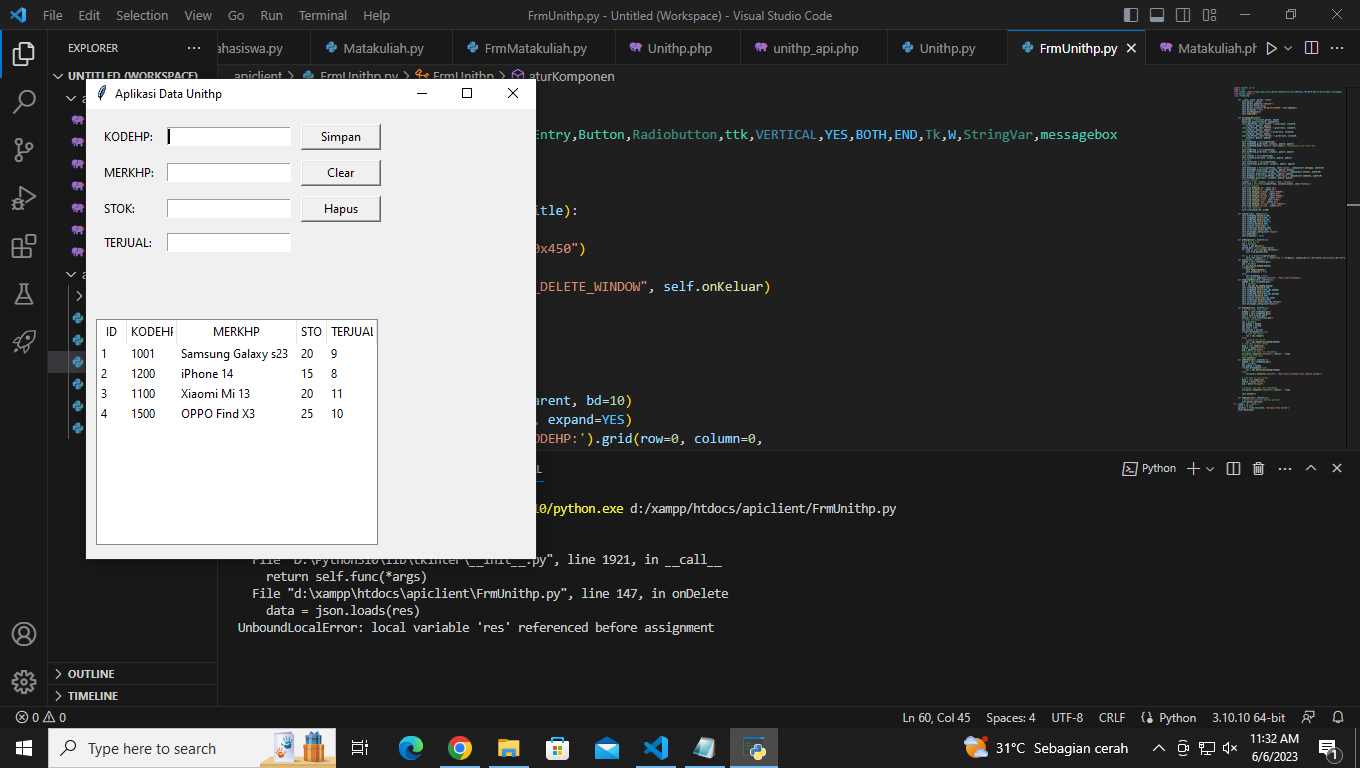 File Edit Selection View Go Run Terminal Help
FrmUnithp.py - Untitled (Workspace) - Visual Studio Code
EXPLORER
ahasiswa.py Matakuliah.py FrmMatakuliah.py Unithp.php unithp_api.php Unithp.py FrmUnithp.py Matakuliah.ph
UNTITLED (WORKSPACE)
apiclient > FrmUnithp.py > FrmUnithp > aturKomponen
Aplikasi Data Unithp
KODEHP: Simpan
MERKHP: Clear
STOK: Hapus
TERJUAL:
ID KODEHP MERKHP STO TERJUAL
1 1001 Samsung Galaxy s23 20 9
2 1200 iPhone 14 15 8
3 1100 Xiaomi Mi 13 20 11
4 1500 OPPO Find X3 25 10
Entry,Button,Radiobutton,ttk,VERTICAL,YES,BOTH,END,Tk,W,StringVar,messagebox
itle):
0x450")
_DELETE_WINDOW", self.onKeluar)
arent, bd=10)
, expand=YES)
ODEHP:').grid(row=0, column=0,
Python
10/python.exe d:/xampp/htdocs/apiclient/FrmUnithp.py
File "D:\Python310\lib\tkinter\__init__.py", line 1921, in __call__
return self.func(*args)
File "d:\xampp\htdocs\apiclient\FrmUnithp.py", line 147, in onDelete
data = json.loads(res)
UnboundLocalError: local variable 'res' referenced before assignment
OUTLINE
TIMELINE
0 0
Ln 60, Col 45 Spaces: 4 UTF-8 CRLF Python 3.10.10 64-bit
Type here to search
31°C Sebagian cerah
11:32 AM
6/6/2023
1